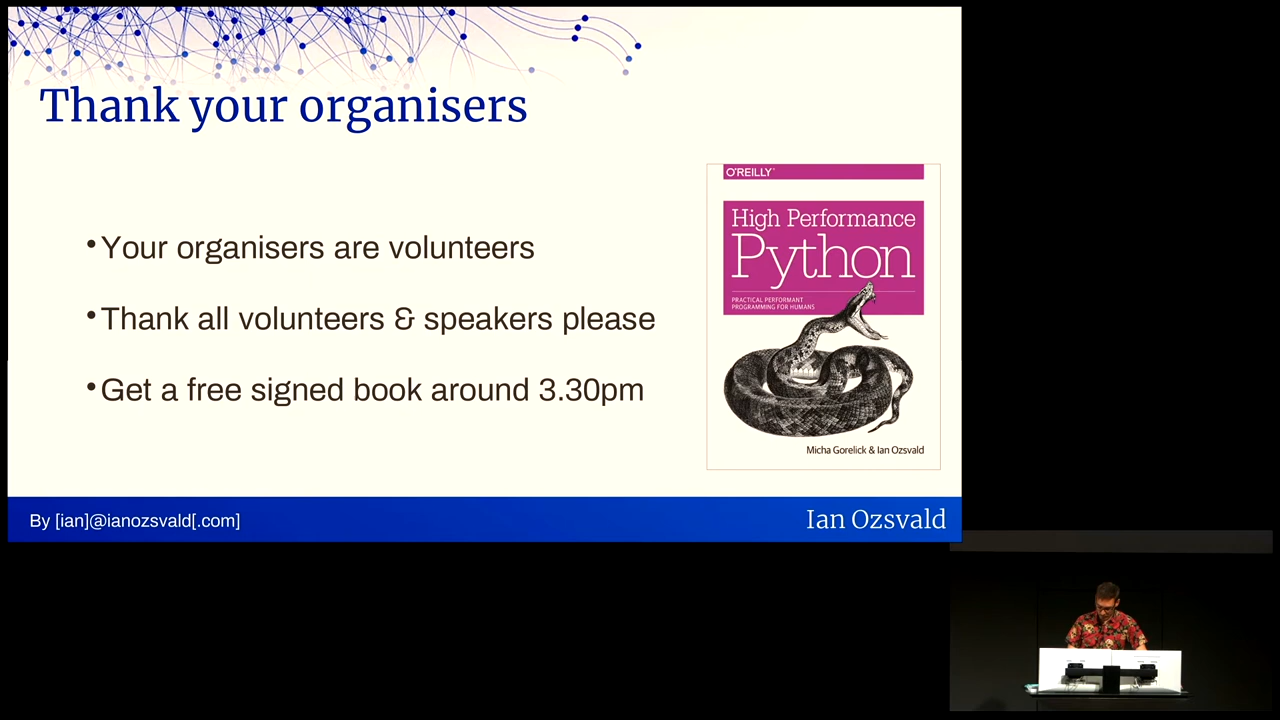 Thank your organisers
•Your organisers are volunteers
•Thank all volunteers & speakers please
•Get a free signed book around 3.30pm
O'REILLY
High Performance
Python
PRACTICAL PERFORMANT
PROGRAMMING FOR HUMANS
Micha Gorelick & Ian Ozsvald
By [ian]@ianozsvald[.com]
Ian Ozsvald